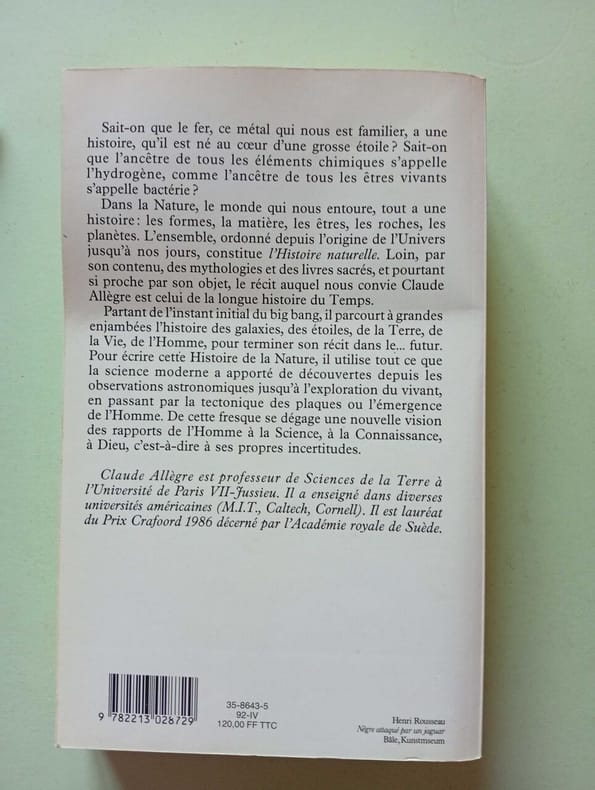 Sait-on que le fer, ce métal qui nous est familier, a une
histoire, qu'il est né au cœur d'une grosse étoile ? Sait-on
que l'ancêtre de tous les éléments chimiques s'appelle
l'hydrogène, comme l'ancêtre de tous les êtres vivants
s'appelle bactérie ?
Dans la Nature, le monde qui nous entoure, tout a une
histoire : les formes, la matière, les êtres, les roches, les
planètes. L'ensemble, ordonné depuis l'origine de l'Univers
jusqu'à nos jours, constitue l'Histoire naturelle. Loin, par
son contenu, des mythologies et des livres sacrés, et pourtant
si proche par son objet, le récit auquel nous convie Claude
Allègre est celui de la longue histoire du Temps.
Partant de l'instant initial du big bang, il parcourt à grandes
enjambées l'histoire des galaxies, des étoiles, de la Terre, de
la Vie, de l'Homme, pour terminer son récit dans le... futur.
Pour écrire cette Histoire de la Nature, il utilise tout ce que
la science moderne a apporté de découvertes depuis les
observations astronomiques jusqu'à l'exploration du vivant,
en passant par la tectonique des plaques ou l'émergence
de l'Homme. De cette fresque se dégage une nouvelle vision
des rapports de l'Homme à la Science, à la Connaissance,
à Dieu, c'est-à-dire à ses propres incertitudes.
Claude Allègre est professeur de Sciences de la Terre à
l'Université de Paris VII-Jussieu. Il a enseigné dans diverses
universités américaines (M.I.T., Caltech, Cornell). Il est lauréat
du Prix Crafoord 1986 décerné par l'Académie royale de Suède.
9 782213 028729
35-8643-5
92-IV
120,00 FF TTC
Henri Rousseau
Nègre attaqué par un jaguar
Bâle, Kunstmseum